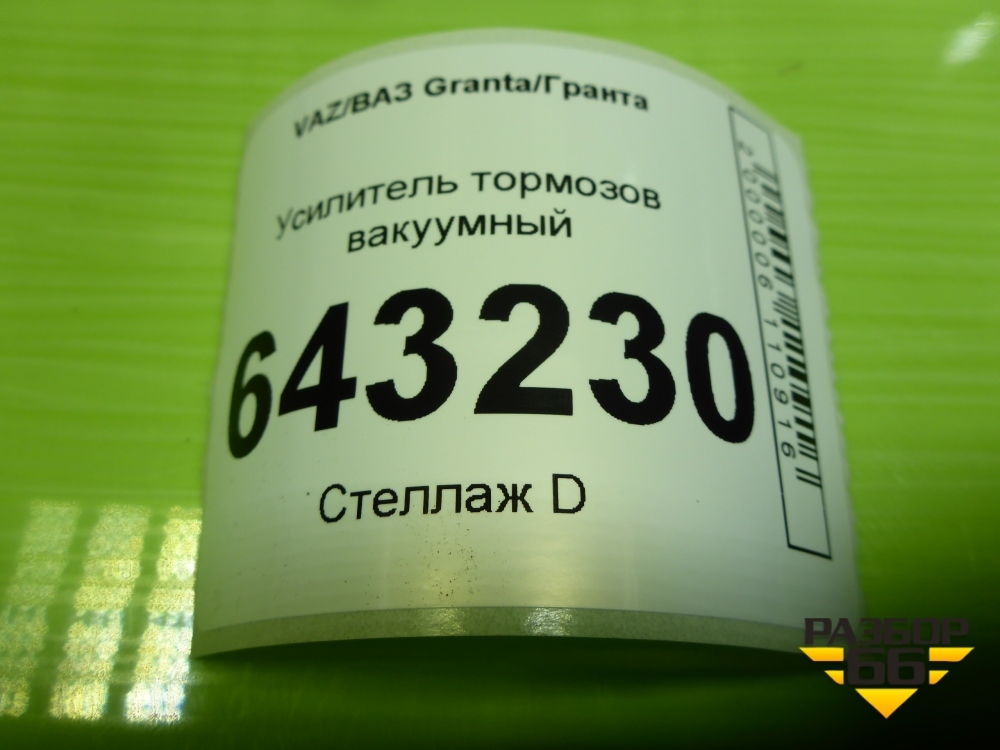 VAZ/ВАЗ Granta/Гранта
Усилитель тормозов
вакуумный
643230
Стеллаж D
2000006110916
РАЗБОР
66